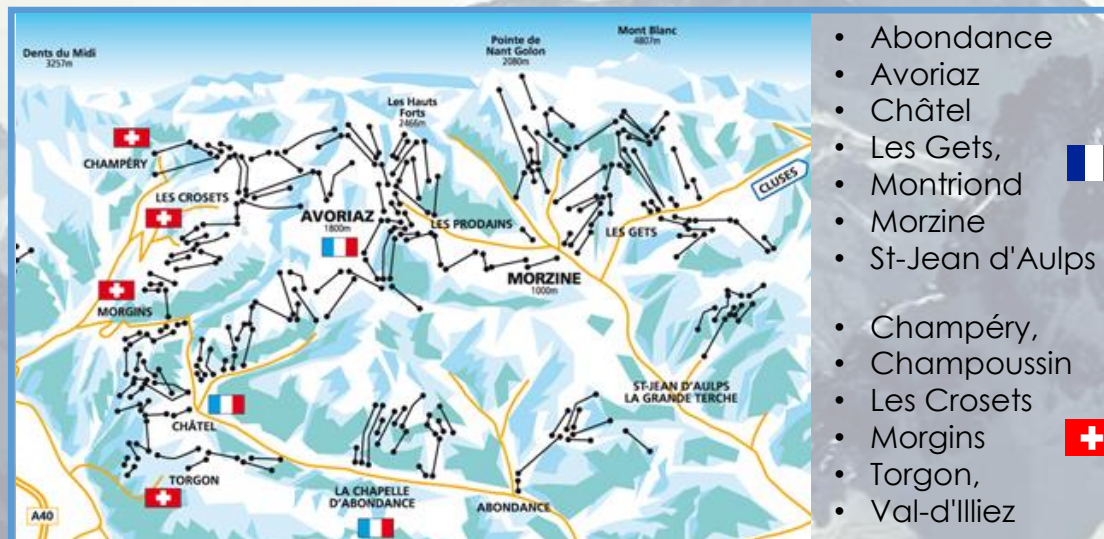 Dents du Midi
3257m
Pointe de
Nant Golon
2080m
Mont Blanc
4807m
Les Hauts
Forts
2466m
CHAMPÉRY
LES CROSETS
AVORIAZ
1800m
LES PRODAINS
LES GETS
CLUSES
MORZINE
1000m
MORGINS
ST-JEAN D'AULPS
LA GRANDE TERCHE
CHÂTEL
TORGON
LA CHAPELLE
D'ABONDANCE
ABONDANCE
A40
• Abondance
• Avoriaz
• Châtel
• Les Gets,
• Montriond
• Morzine
• St-Jean d'Aulps
• Champéry,
• Champoussin
• Les Crosets
• Morgins
• Torgon,
• Val-d'Illiez